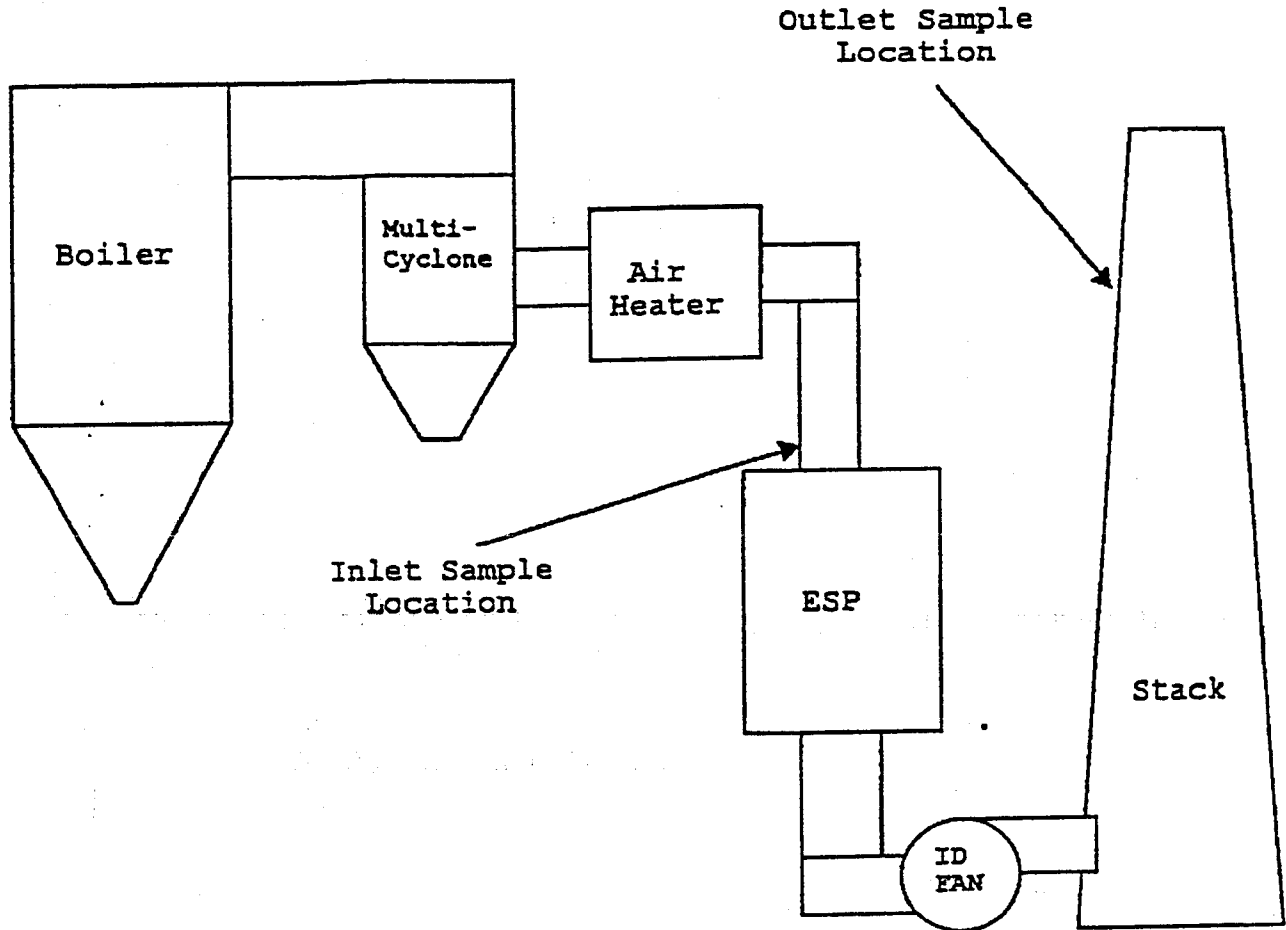 Outlet Sample
Location
Boiler
Multi-
Cyclone
Air
Heater
Inlet Sample
Location
ESP
Stack
ID
FAN